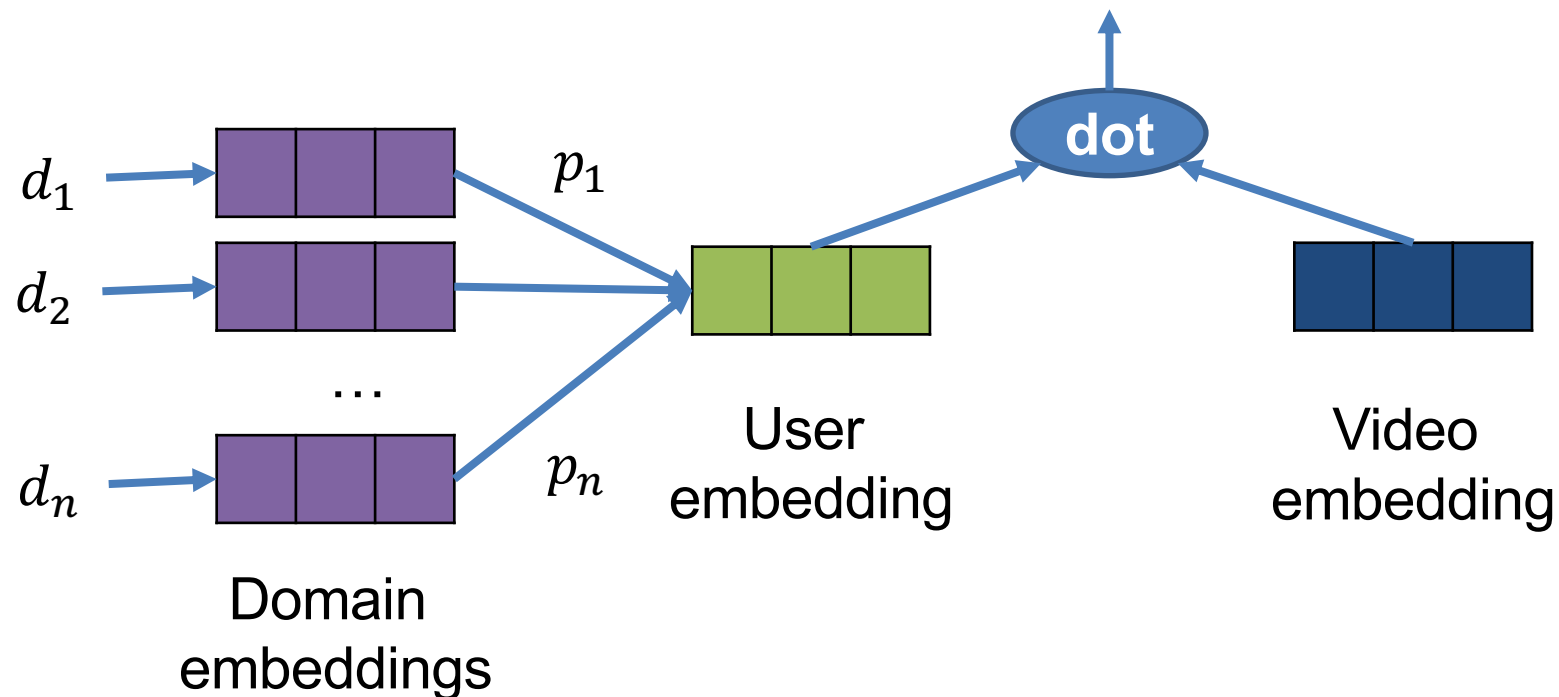 dot
d₁
p₁
d₂
…
dₙ
pₙ
User
embedding
Video
embedding
Domain
embeddings